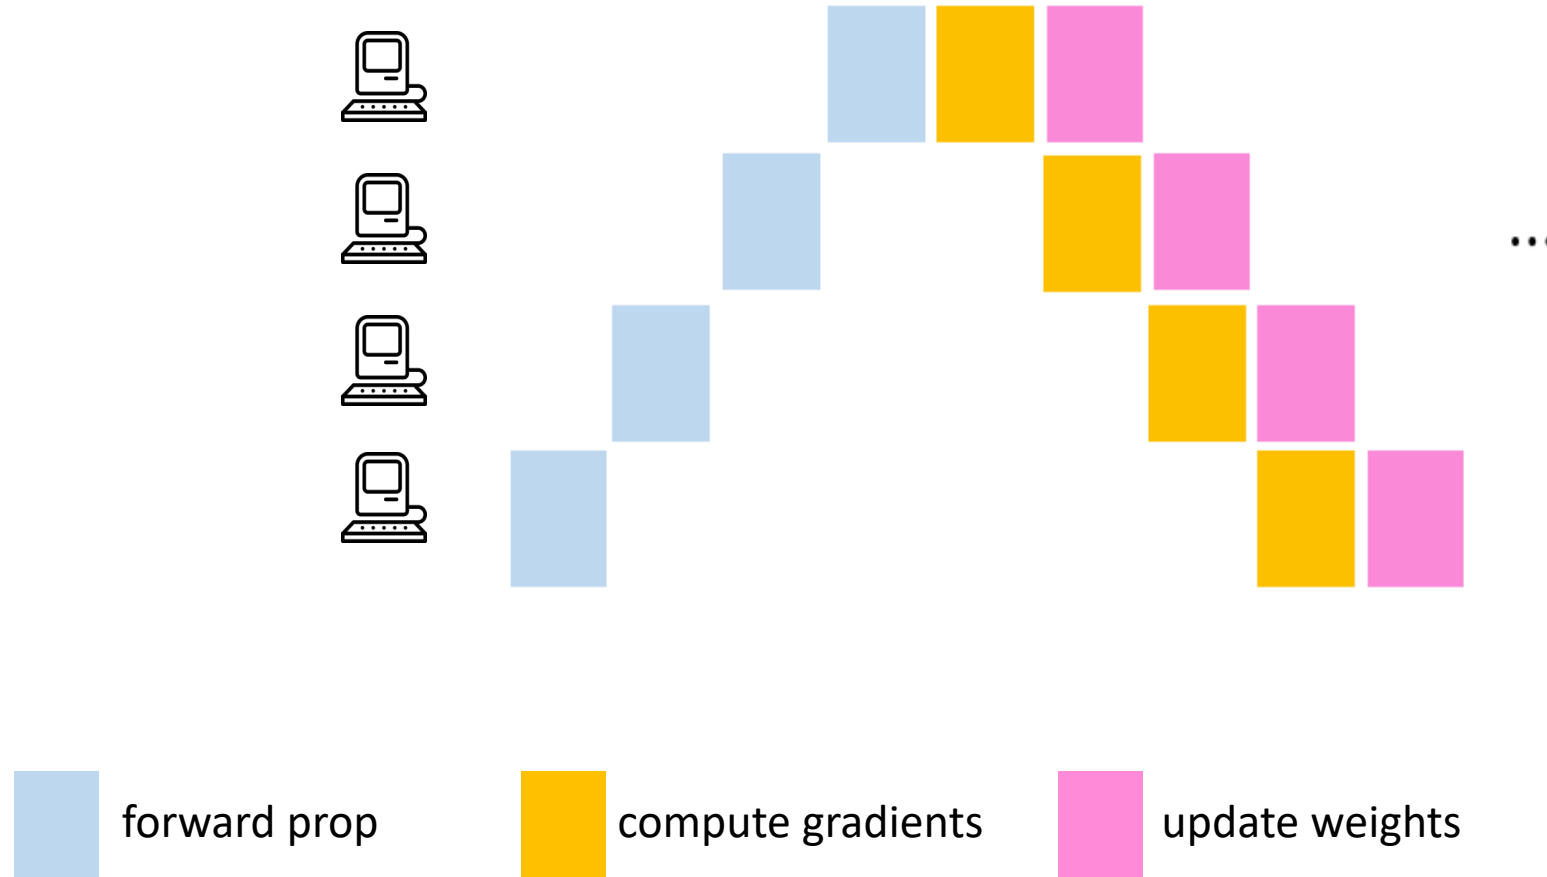 ...
forward prop
compute gradients
update weights